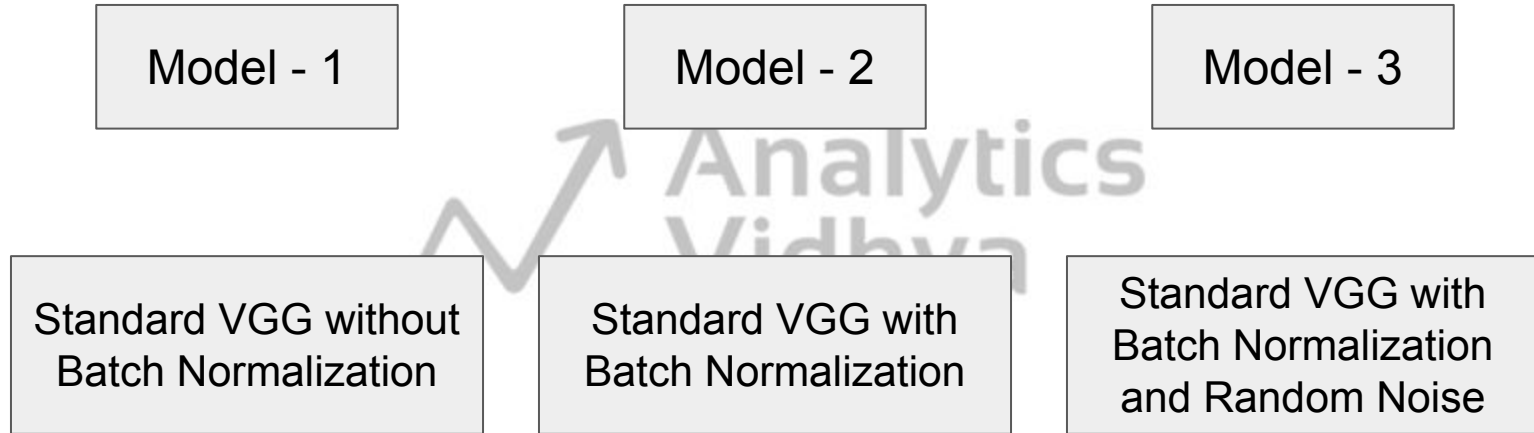 Model - 1
Model - 2
Model - 3
Analytics
Vidhya
Standard VGG without
Batch Normalization
Standard VGG with
Batch Normalization
Standard VGG with
Batch Normalization
and Random Noise